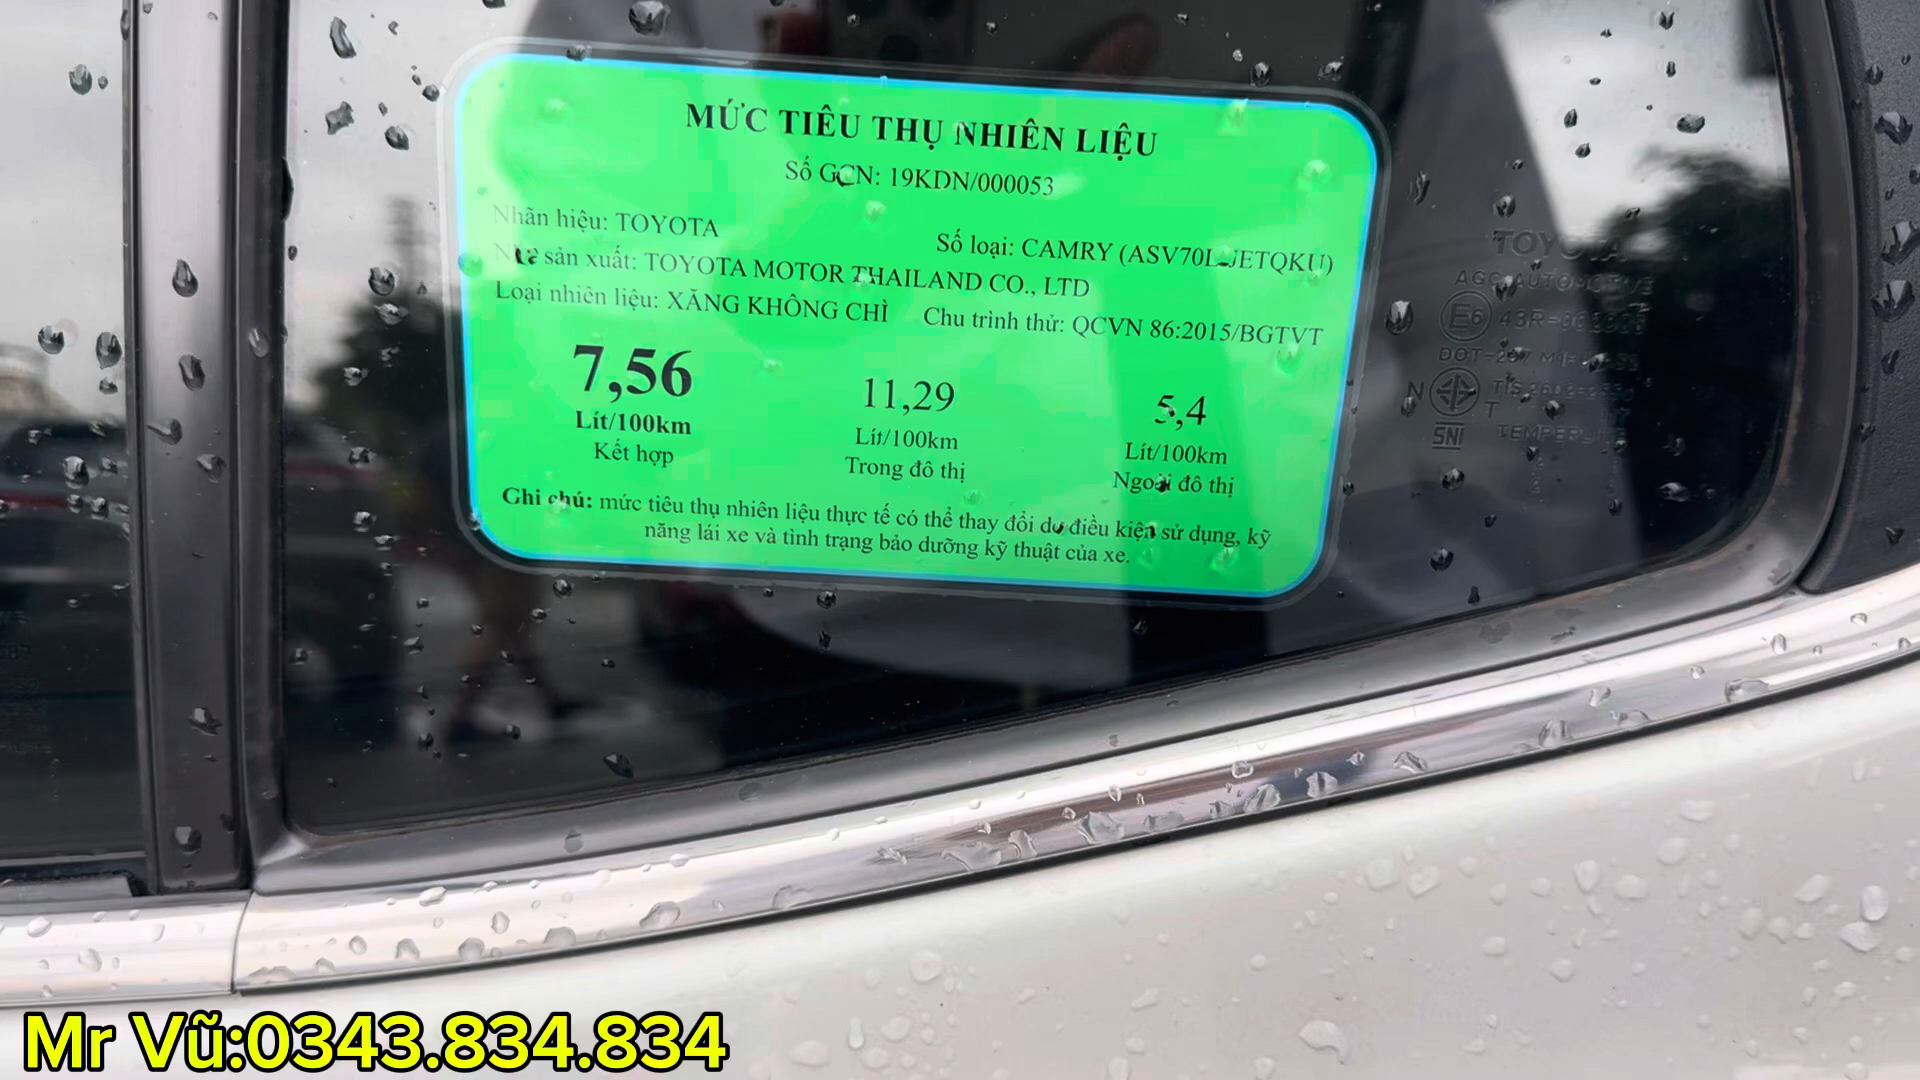 MỨC TIÊU THỤ NHIÊN LIỆU
Số GCN: 19KDN/000053
Nhãn hiệu: TOYOTA
Số loại: CAMRY
Nhà sản xuất: TOYOTA MOTOR THAILAND CO., LTD
Loại nhiên liệu: XĂNG KHÔNG CHÌ
Chu trình thử: QCVN 86:2015/BGTVT
7,56
Lít/100km
Kết hợp
11,29
Lít/100km
Trong đô thị
5,4
Lít/100km
Ngoài đô thị
Ghi chú: mức tiêu thụ nhiên liệu thực tế có thể thay đổi do điều kiện sử dụng, kỹ
năng lái xe và tình trạng bảo dưỡng kỹ thuật của xe.
TOYOTA
AGC AUTOMOTIVE
E6
SNI
Mr Vũ:0343.834.834